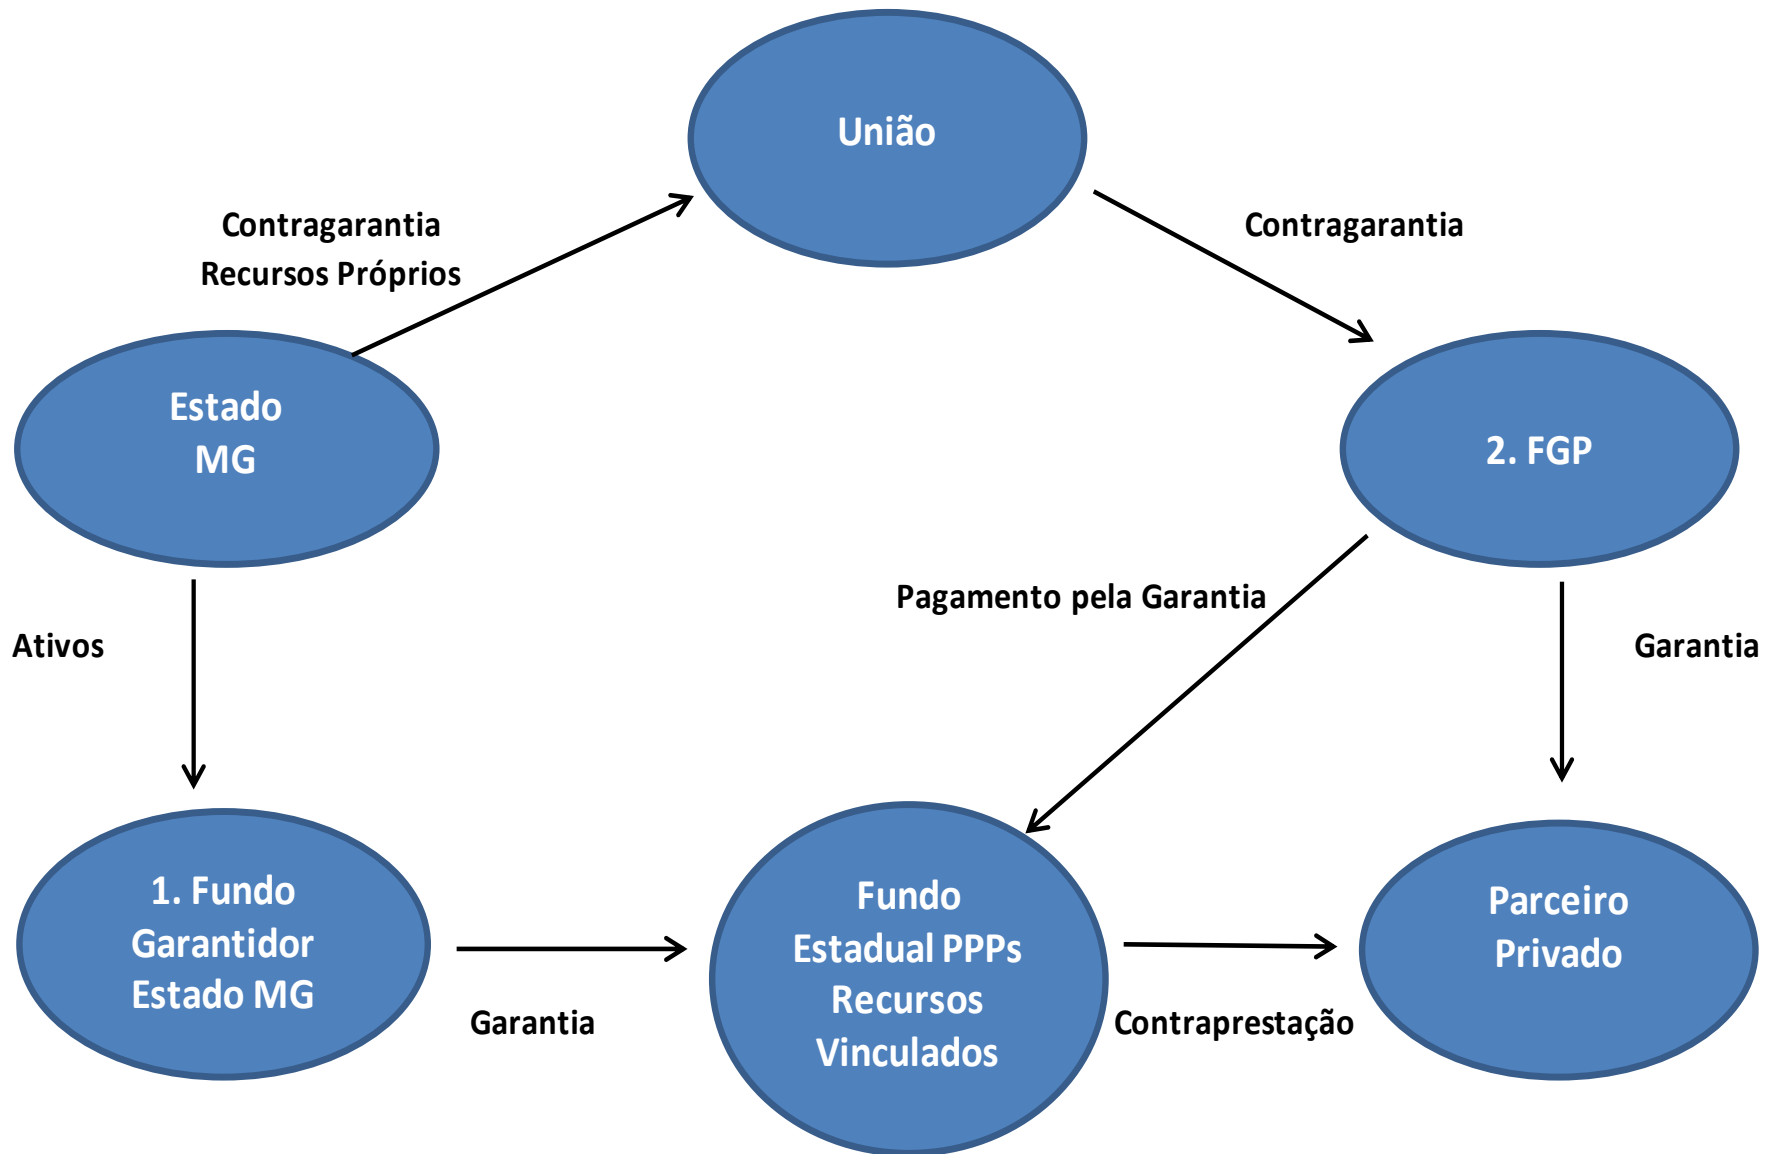 União
Contragarantia
Recursos Próprios
Contragarantia
Estado
MG
2. FGP
Pagamento pela Garantia
Ativos
Garantia
1. Fundo
Garantidor
Estado MG
Garantia
Fundo
Estadual PPPs
Recursos
Vinculados
Contraprestação
Parceiro
Privado